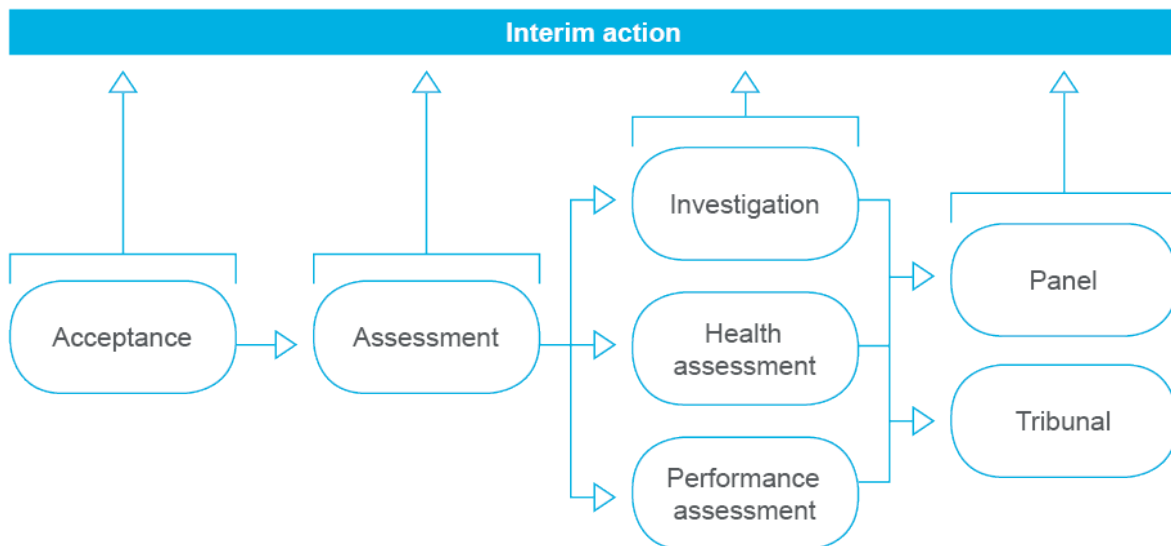 Interim action
Acceptance
Assessment
Investigation
Health
assessment
Performance
assessment
Panel
Tribunal